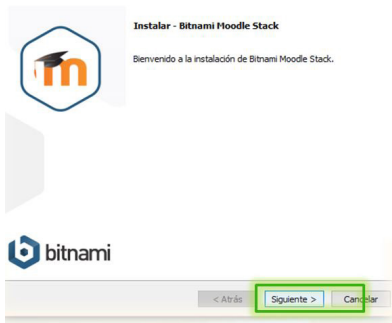 Instalar - Bitnami Moodle Stack
Bienvenido a la instalación de Bitnami Moodle Stack.
m
bitnami
< Atrás
Siguiente >
Cancelar